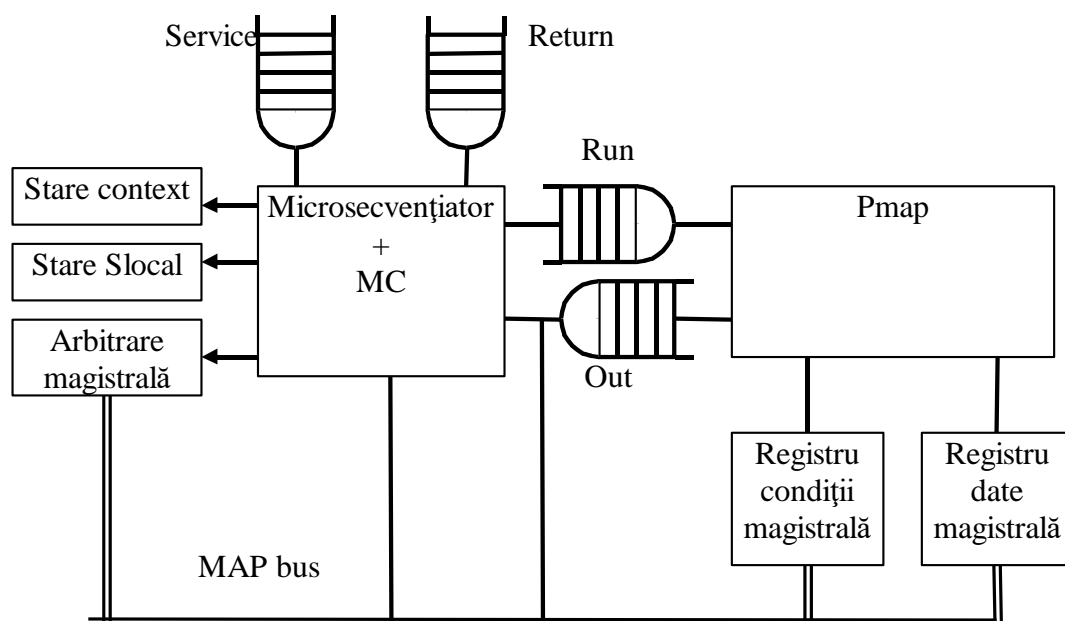 Service
Return
Run
Stare context
Microsecvenţiator
+
MC
Pmap
Stare Slocal
Arbitrare
magistrală
Out
Registru
condiţii
magistrală
Registru
date
magistrală
MAP bus